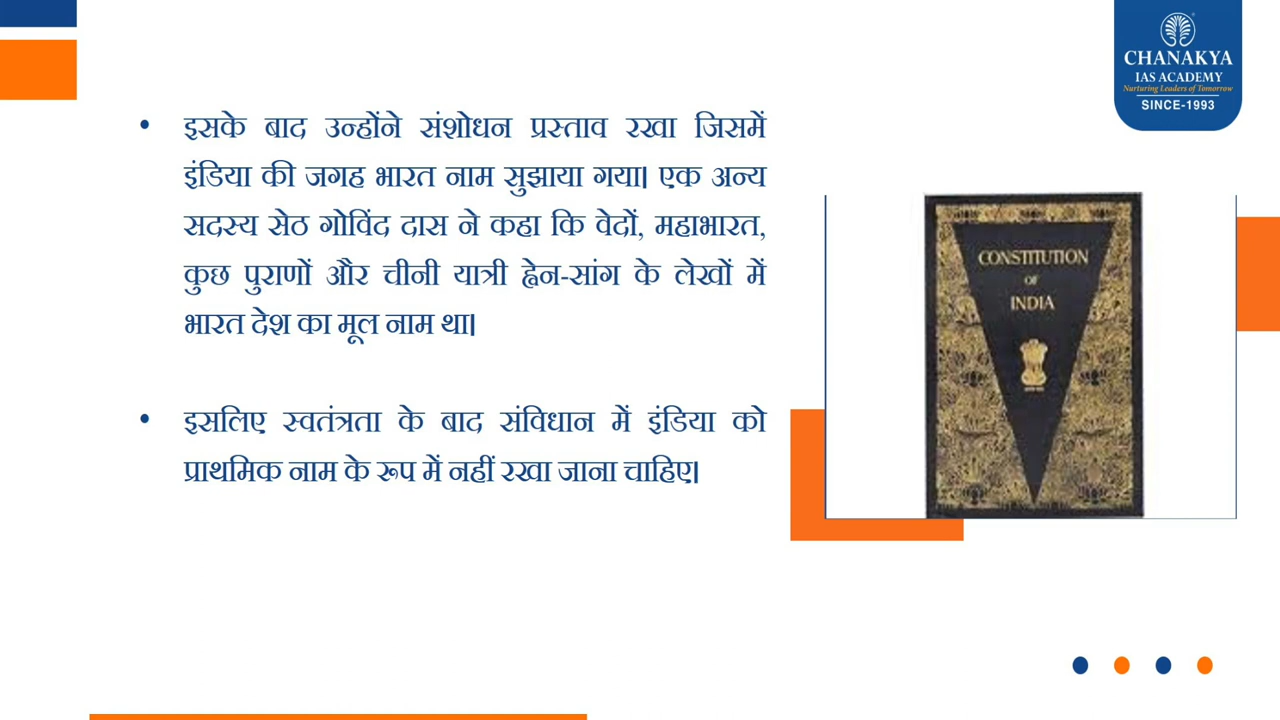 CHANAKYA
IAS ACADEMY
Nurturing Leaders of Tomorrow
SINCE-1993
• इसके बाद उन्होंने संशोधन प्रस्ताव रखा जिसमें
इंडिया की जगह भारत नाम सुझाया गया। एक अन्य
सदस्य सेठ गोविंद दास ने कहा कि वेदों, महाभारत,
कुछ पुराणों और चीनी यात्री ह्वेन-सांग के लेखों में
भारत देश का मूल नाम था।
• इसलिए स्वतंत्रता के बाद संविधान में इंडिया को
प्राथमिक नाम के रूप में नहीं रखा जाना चाहिए।
CONSTITUTION
OF
INDIA